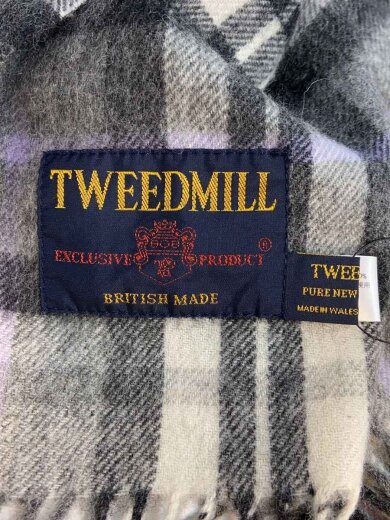 TWEEDMILL
EXCLUSIVE PRODUCT ®
BRITISH MADE
TWEE
PURE NEW
MADE IN WALES